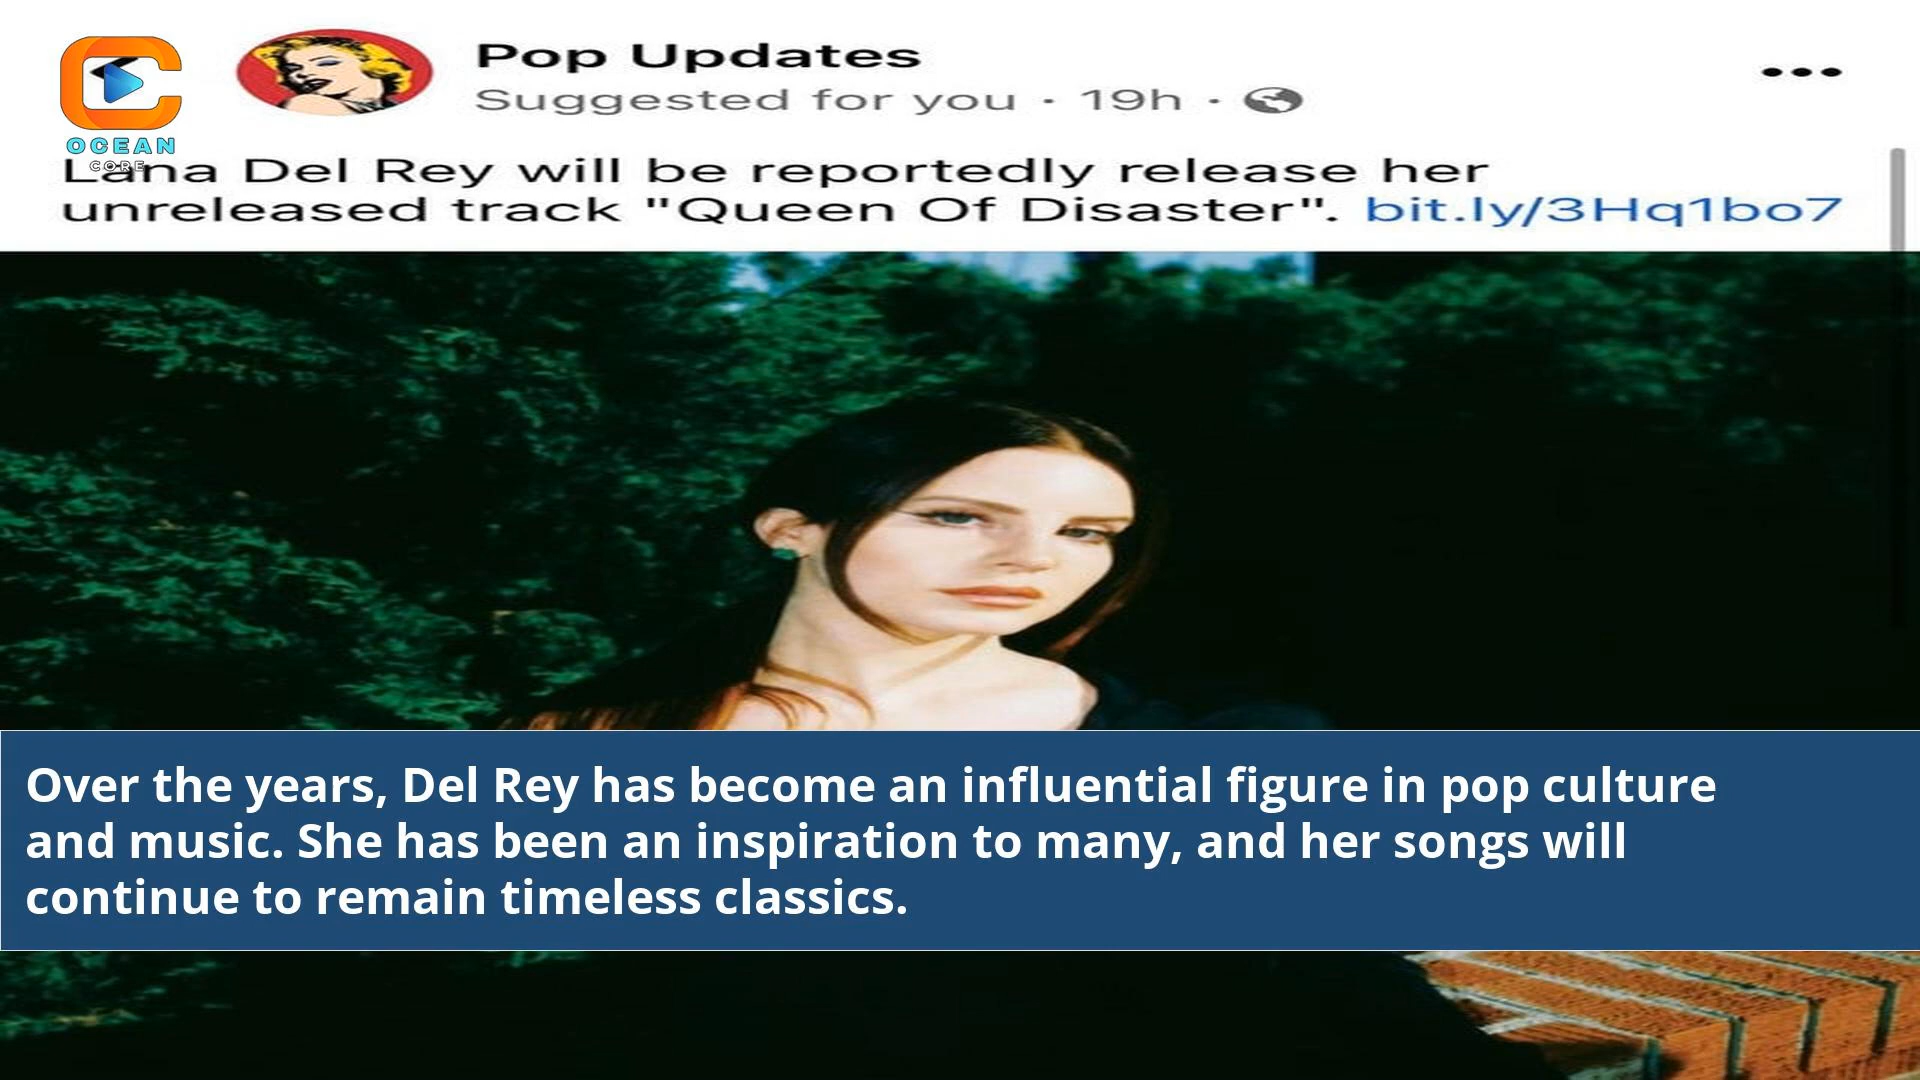 Pop Updates
Suggested for you · 19h ·
OCEAN
CORE
Lana Del Rey will be reportedly release her
unreleased track "Queen Of Disaster". bit.ly/3Hq1bo7
Over the years, Del Rey has become an influential figure in pop culture
and music. She has been an inspiration to many, and her songs will
continue to remain timeless classics.